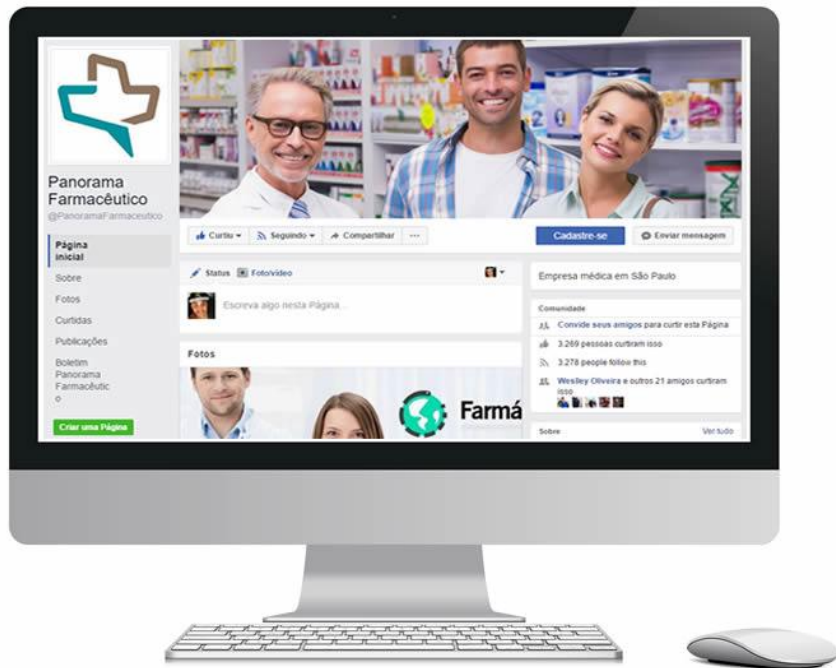 Panorama
Farmacêutico
@PanoramaFarmaceutico
Página
inicial
Sobre
Fotos
Curtidas
Publicações
Boletim
Panorama
Farmacêutic
o
Criar uma Página
Curtiu
Seguindo
Compartilhar
Cadastre-se
Enviar mensagem
Status
Foto/vídeo
Escreva algo nesta Página...
Fotos
Farmá
Empresa médica em São Paulo
Comunidade
Convide seus amigos para curtir esta Página
3.269 pessoas curtiram isso
3.278 people follow this
Weslley Oliveira e outros 21 amigos curtiram
isso
Sobre
Ver tudo